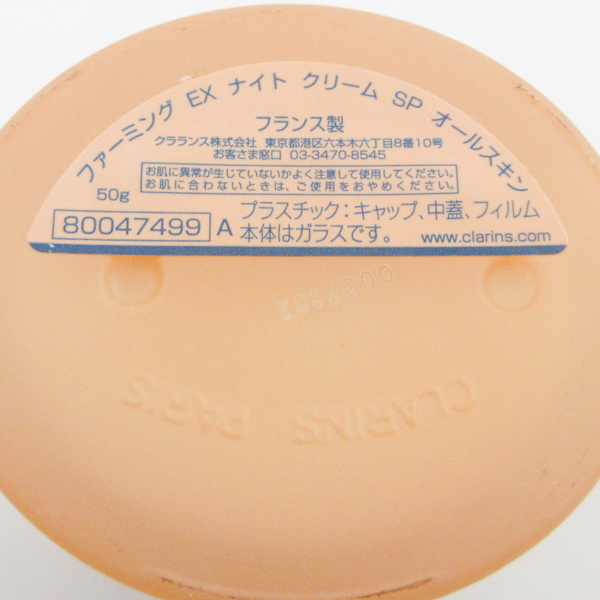 ファーミング EX ナイト クリーム SP オールスキン
フランス製
クラランス株式会社 東京都港区六本木六丁目8番10号
お客さま窓口 03-3470-8545
お肌に異常が生じていないかよく注意して使用してください。
お肌に合わないときは、ご使用をおやめください。
50g
プラスチック：キャップ、中蓋、フィルム
80047499 A 本体はガラスです。 www.clarins.com
CLARINS PARIS